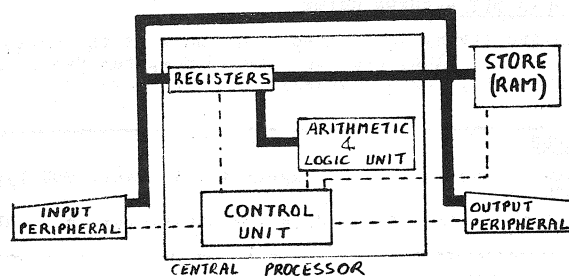 REGISTERS
STORE
(RAM)
ARITHMETIC
&
LOGIC UNIT
INPUT
PERIPHERAL
CONTROL
UNIT
OUTPUT
PERIPHERAL
CENTRAL PROCESSOR